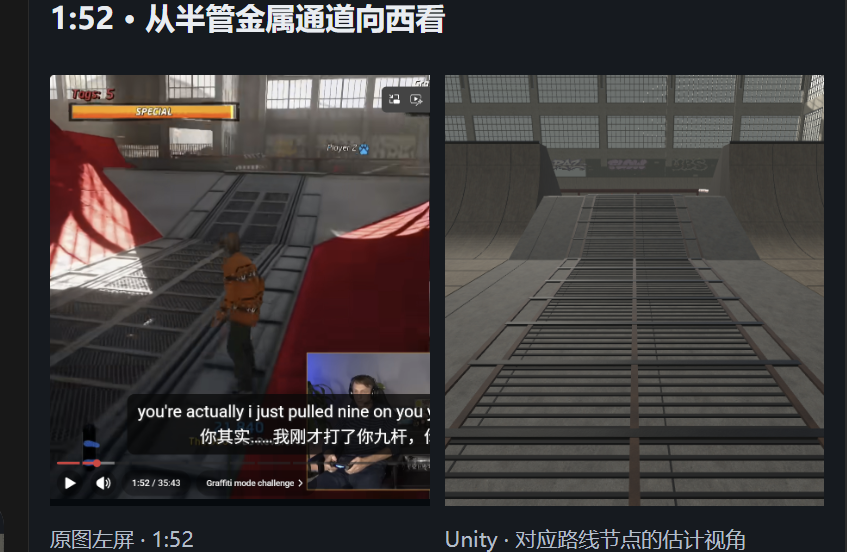 1:52 • 从半管金属通道向西看
Tags: 5
SPECIAL
Player 2
you're actually i just pulled nine on you y
你其实……我刚才打了你九杆，你
1:52 / 35:43 Graffiti mode challenge
原图左屏 · 1:52
Unity · 对应路线节点的估计视角